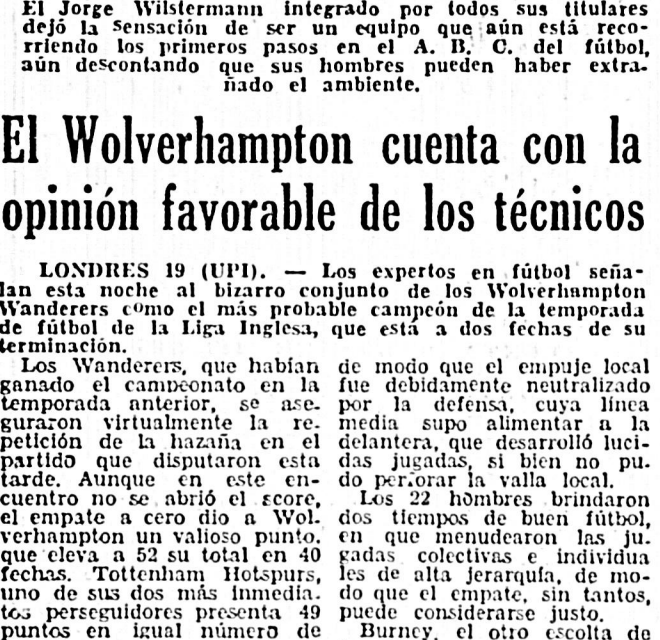 El Jorge Wilstermann integrado por todos sus titulares
dejó la sensación de ser un equipo que aún está reco-
rriendo los primeros pasos en el A. B. C. del fútbol,
aún descontando que sus hombres pueden haber extra-
ñado el ambiente.
El Wolverhampton cuenta con la
opinión favorable de los técnicos
LONDRES 19 (UPI). — Los expertos en fútbol seña-
lan esta noche al bizarro conjunto de los Wolverhampton
Wanderers como el más probable campeón de la temporada
de fútbol de la Liga Inglesa, que está a dos fechas de su
terminación.
Los Wanderers, que habían
ganado el campeonato en la
temporada anterior, se ase-
guraron virtualmente la re-
petición de la hazaña en el
partido que disputaron esta
tarde. Aunque en este en-
cuentro no se abrió el score,
el empate a cero dio a Wol-
verhampton un valioso punto.
que eleva a 52 su total en 40
fechas. Tottenham Hotspurs,
uno de sus dos más inmedia-
tos perseguidores presenta 49
puntos en igual número de
de modo que el empuje local
fue debidamente neutralizado
por la defensa, cuya línea
media supo alimentar a la
delantera, que desarrolló luci-
das jugadas, si bien no pu-
do perforar la valla local.
Los 22 hombres brindaron
dos tiempos de buen fútbol,
en que menudearon las ju-
gadas colectivas e individua
les de alta jerarquía, de mo-
do que el empate, sin tantos,
puede considerarse justo.
Burney, el otro escolta de